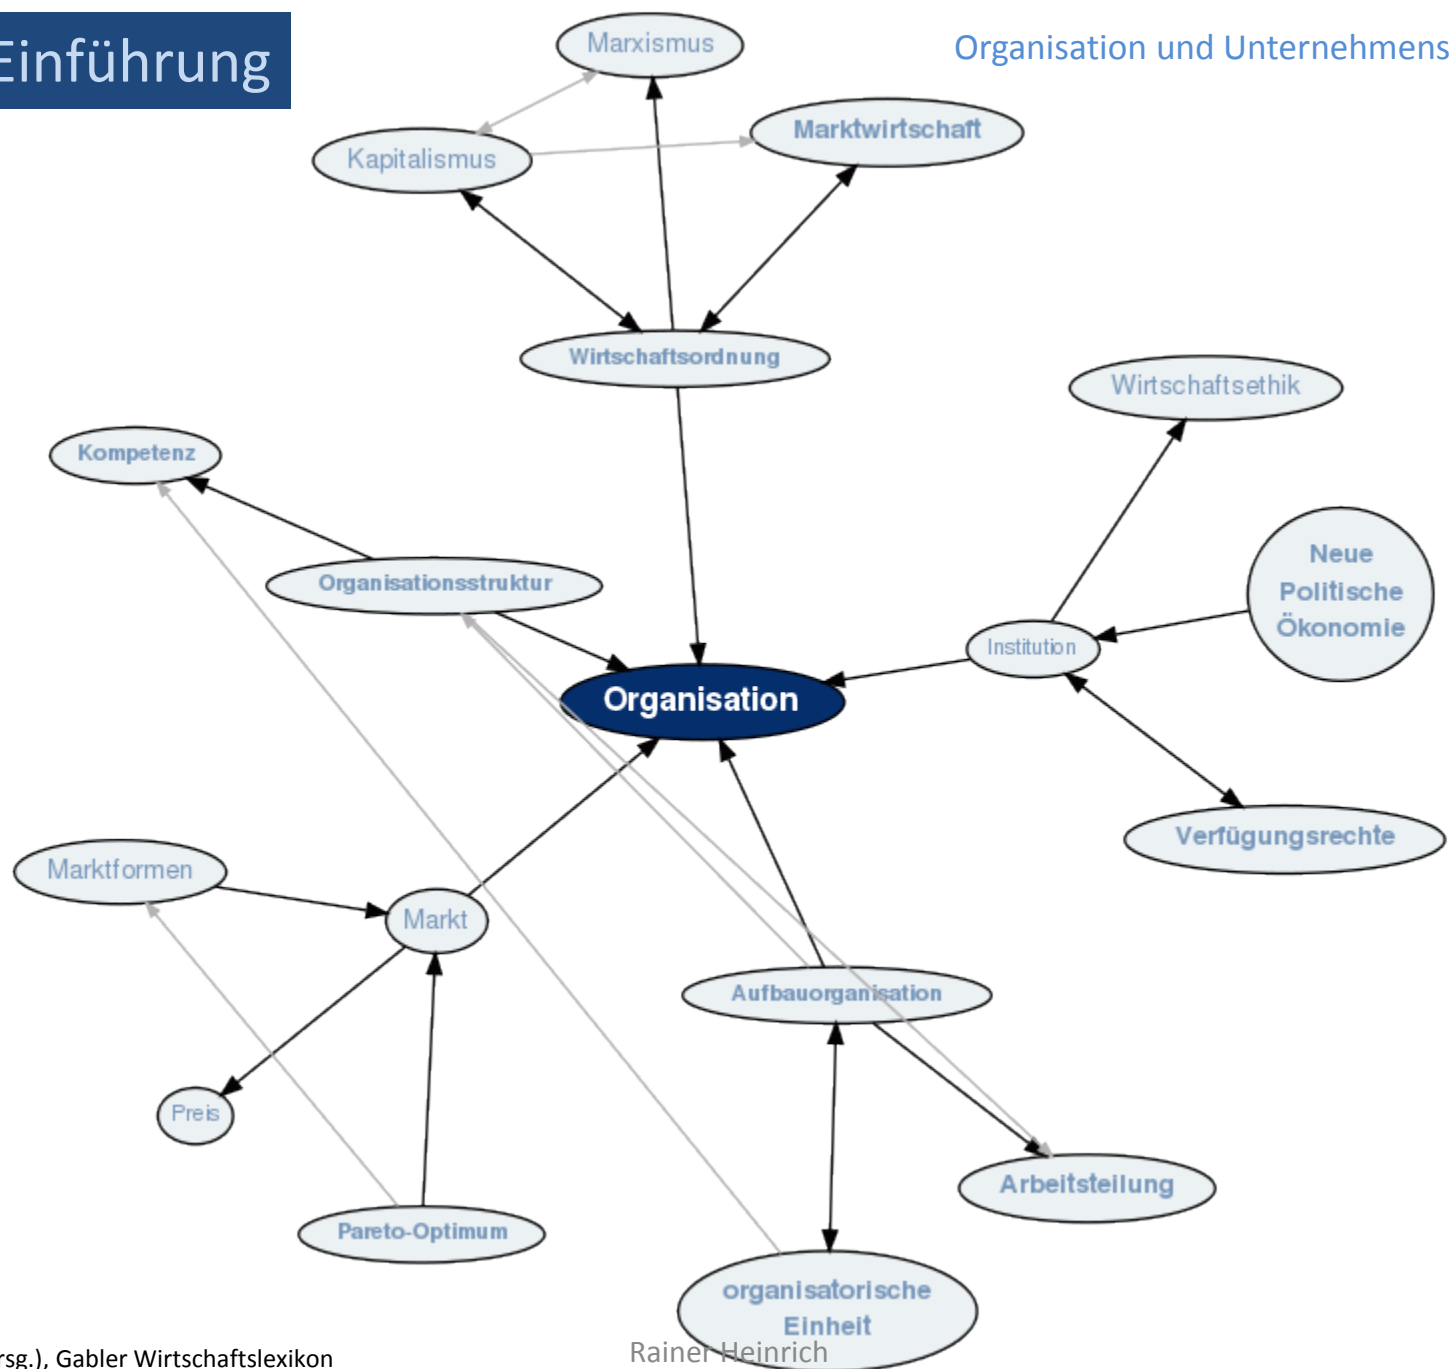 Einführung
Organisation und Unternehmens
Marxismus
Marktwirtschaft
Kapitalismus
Wirtschaftsordnung
Wirtschaftsethik
Kompetenz
Neue
Politische
Ökonomie
Organisationsstruktur
Institution
Organisation
Verfügungsrechte
Marktformen
Markt
Aufbauorganisation
Preis
Arbeitsteilung
Pareto-Optimum
organisatorische
Einheit
rsg.), Gabler Wirtschaftslexikon
Rainer Heinrich